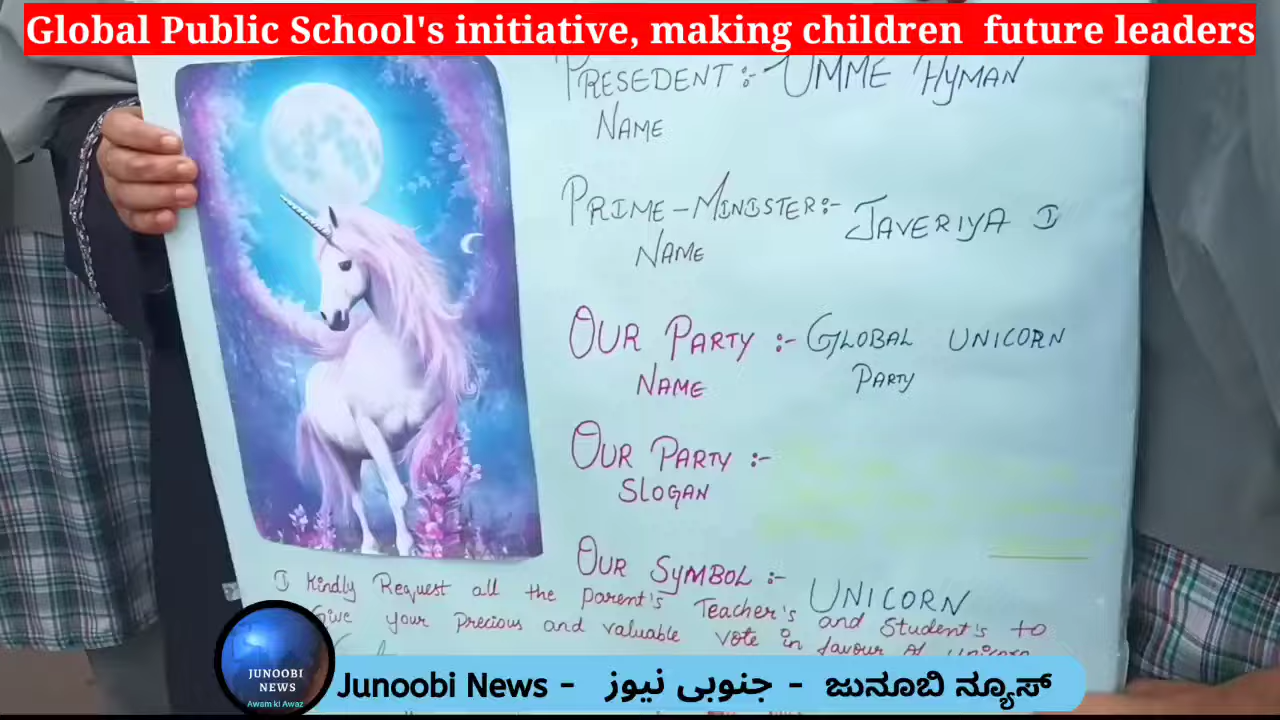 Global Public School's initiative, making children future leaders
PRESEDENT :- UMME HYMAN
NAME
PRIME-MINISTER:- JAVERIYA I
NAME
OUR PARTY :- GLOBAL UNICORN
NAME PARTY
OUR PARTY :-
SLOGAN
OUR SYMBOL :- UNICORN
I kindly Request all the parent's Teacher's and Student's to
Give your precious and valuable vote in favour of unicorn
JUNOOBI
NEWS
Awam ki Awaz
Junoobi News - جنوبی نیوز - ಜುನೂಬಿ ನ್ಯೂಸ್